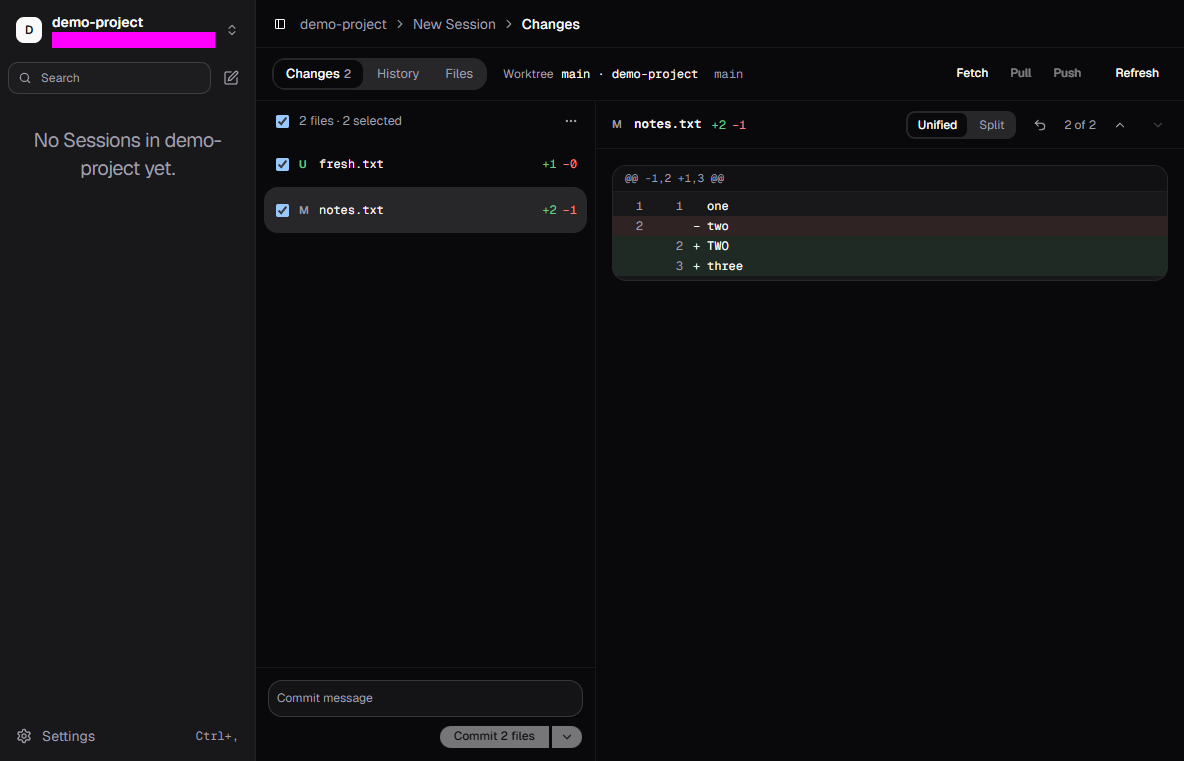 D
demo-project
Search
No Sessions in demo-
project yet.
Settings
Ctrl+,
demo-project > New Session > Changes
Changes 2
History
Files
Worktree main · demo-project main
Fetch
Pull
Push
Refresh
2 files · 2 selected
U fresh.txt +1 −0
M notes.txt +2 −1
Commit message
Commit 2 files
M notes.txt +2 −1
Unified
Split
2 of 2
@@ -1,2 +1,3 @@
1 1 one
2 − two
2 + TWO
3 + three